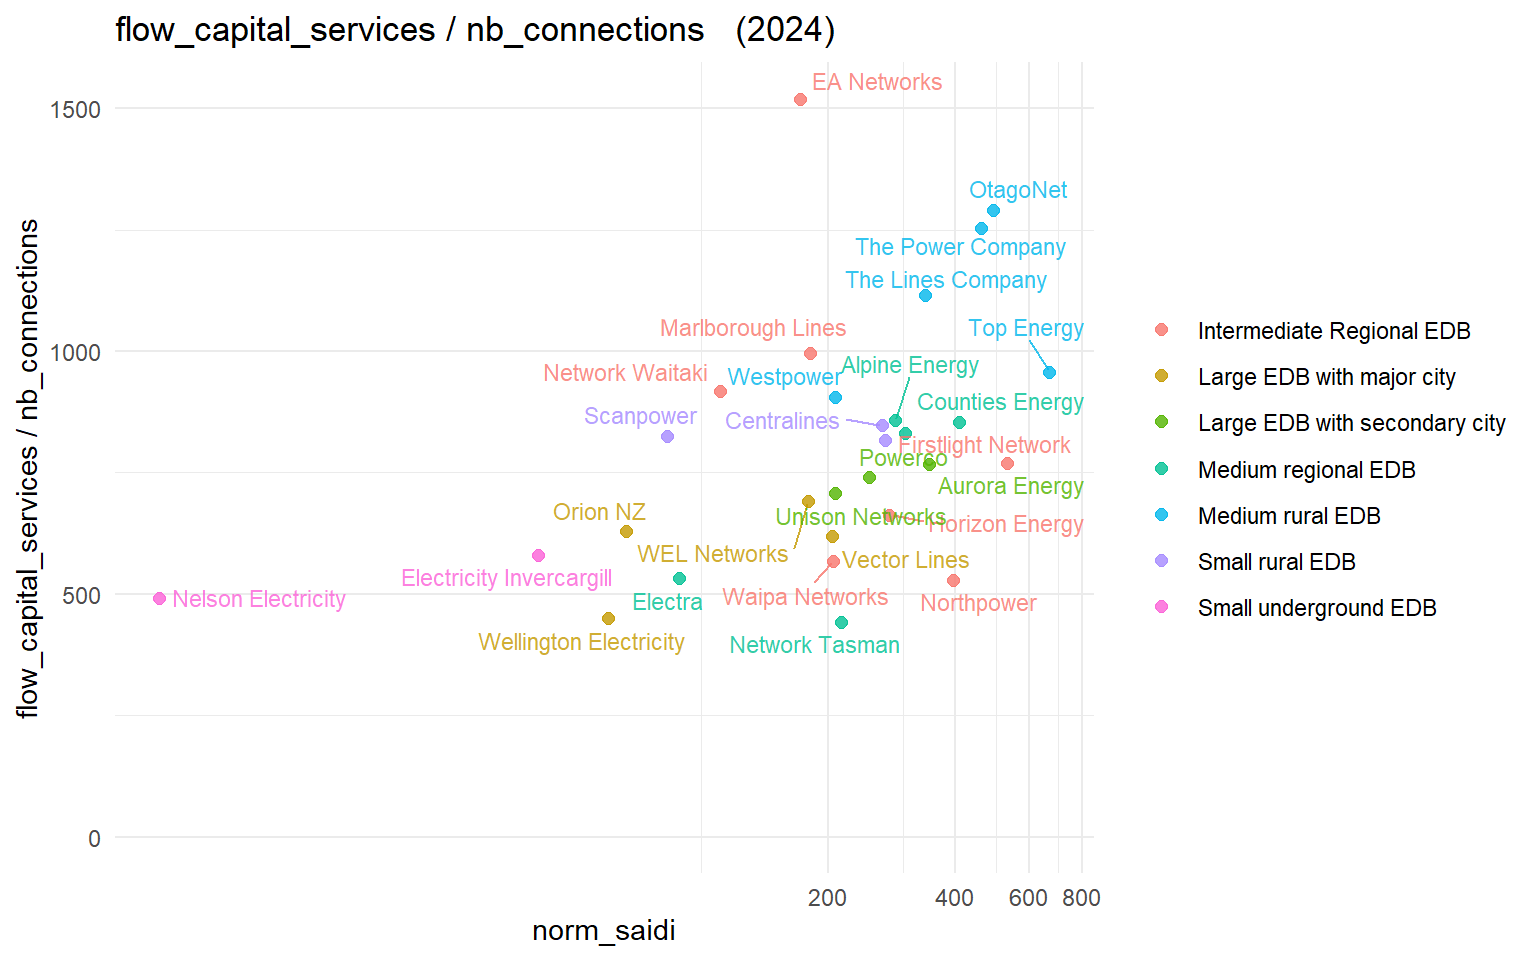 flow_capital_services / nb_connections (2024)
EA Networks
1500
OtagoNet
The Power Company
The Lines Company
Marlborough Lines
Top Energy
1000
Alpine Energy
Network Waitaki
Westpower
Counties Energy
Scanpower
Centralines
Firstlight Network
Powerco
Aurora Energy
Orion NZ
Unison Networks
Horizon Energy
WEL Networks
Vector Lines
Electricity Invercargill
500
Nelson Electricity
Electra
Waipa Networks
Northpower
Wellington Electricity
Network Tasman
0
200
400
600
800
norm_saidi
flow_capital_services / nb_connections
Intermediate Regional EDB
Large EDB with major city
Large EDB with secondary city
Medium regional EDB
Medium rural EDB
Small rural EDB
Small underground EDB